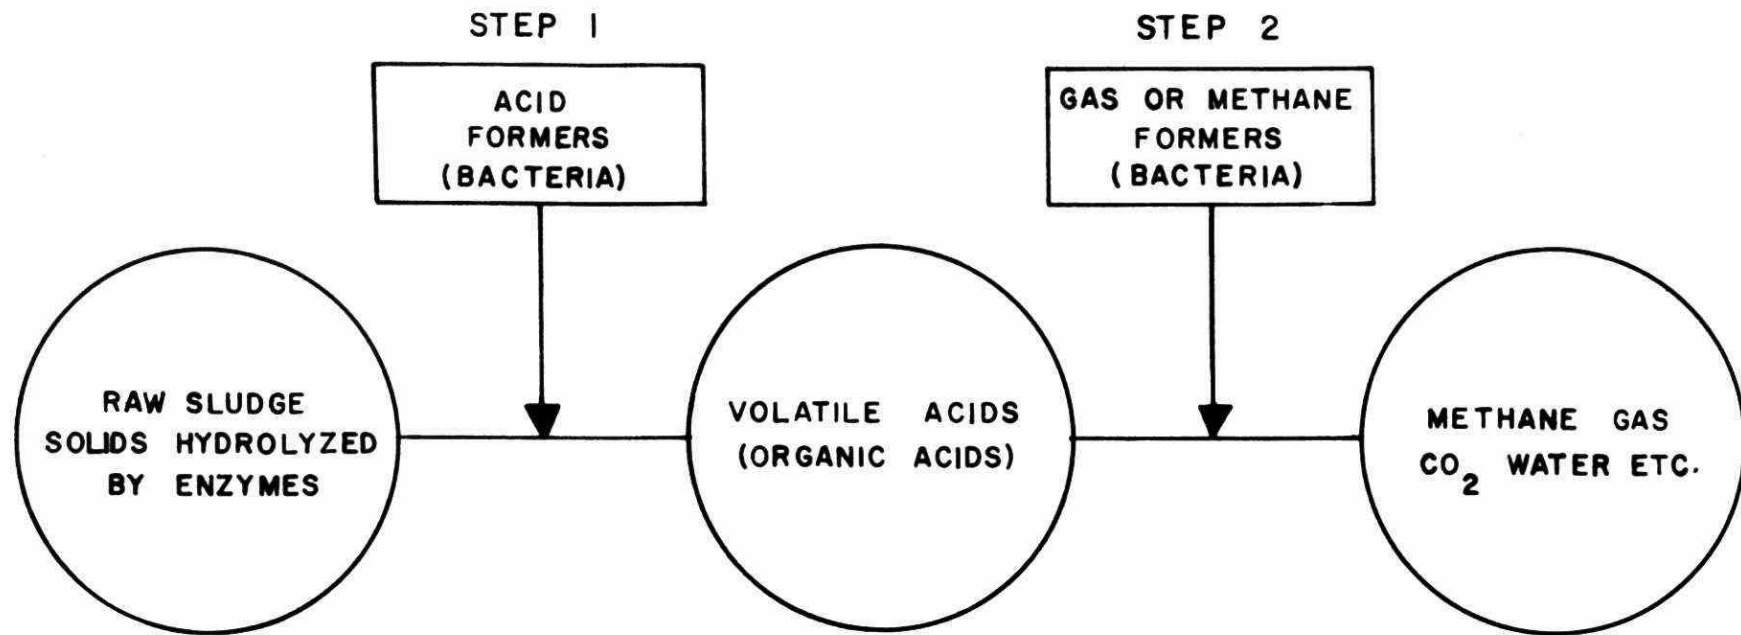 STEP 1
ACID
FORMERS
(BACTERIA)
STEP 2
GAS OR METHANE
FORMERS
(BACTERIA)
RAW SLUDGE
SOLIDS HYDROLYZED
BY ENZYMES
VOLATILE ACIDS
(ORGANIC ACIDS)
METHANE GAS
CO₂ WATER ETC.